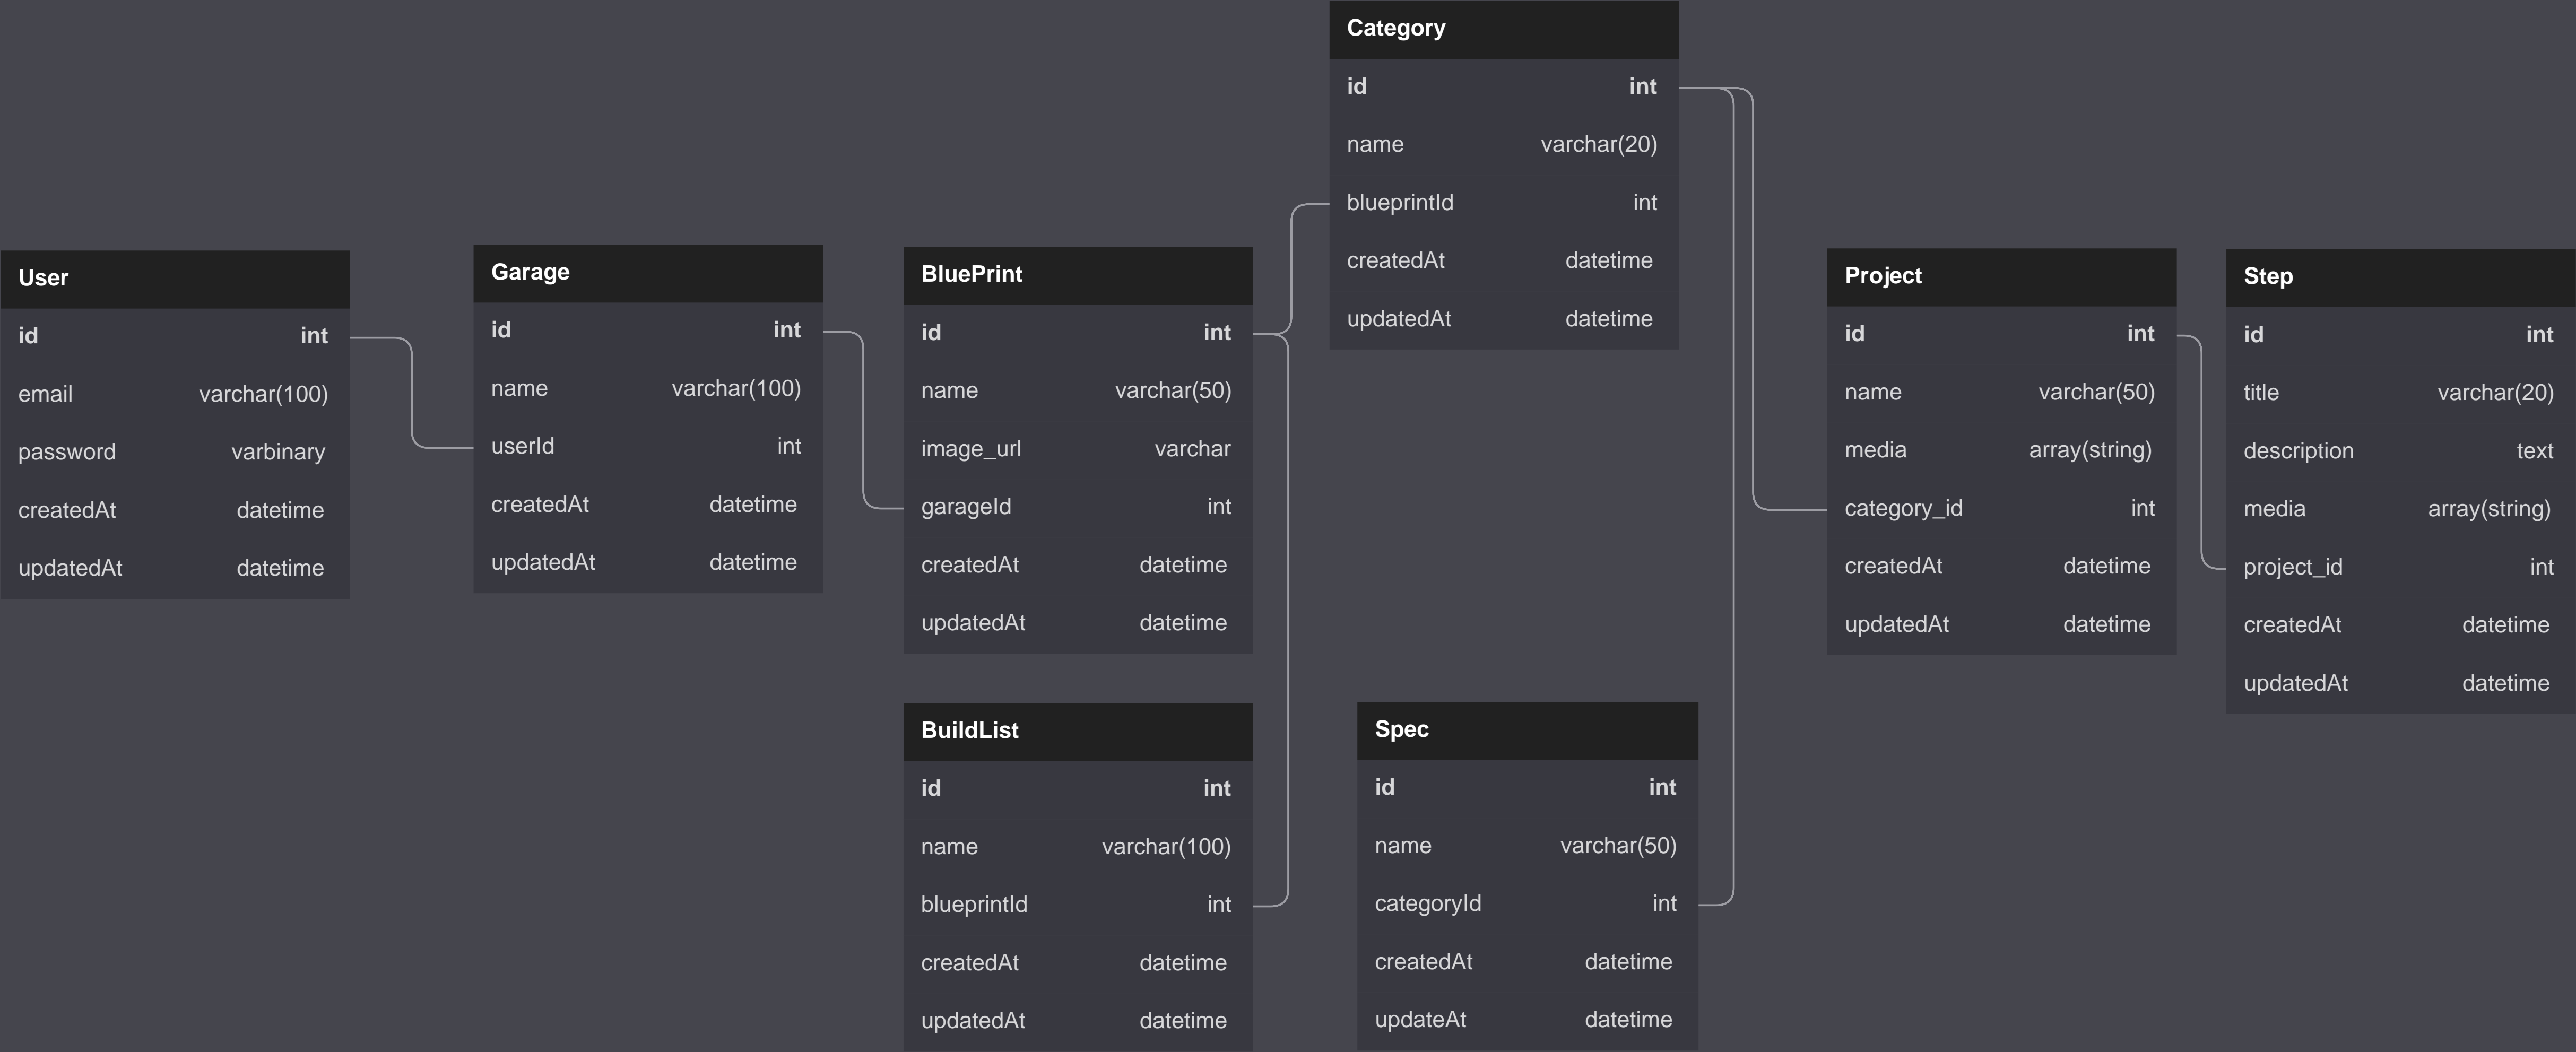 User
id int
email varchar(100)
password varbinary
createdAt datetime
updatedAt datetime
Garage
id int
name varchar(100)
userId int
createdAt datetime
updatedAt datetime
BluePrint
id int
name varchar(50)
image_url varchar
garageId int
createdAt datetime
updatedAt datetime
BuildList
id int
name varchar(100)
blueprintId int
createdAt datetime
updatedAt datetime
Category
id int
name varchar(20)
blueprintId int
createdAt datetime
updatedAt datetime
Spec
id int
name varchar(50)
categoryId int
createdAt datetime
updateAt datetime
Project
id int
name varchar(50)
media array(string)
category_id int
createdAt datetime
updatedAt datetime
Step
id int
title varchar(20)
description text
media array(string)
project_id int
createdAt datetime
updatedAt datetime